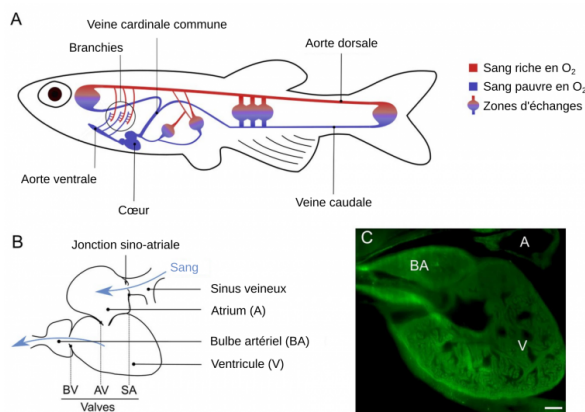 A
Veine cardinale commune
Branchies
Aorte dorsale
Sang riche en O₂
Sang pauvre en O₂
Zones d'échanges
Aorte ventrale
Cœur
Veine caudale
B
Jonction sino-atriale
Sang
Sinus veineux
Atrium (A)
Bulbe artériel (BA)
Ventricule (V)
BV AV SA
Valves
C
A
BA
V